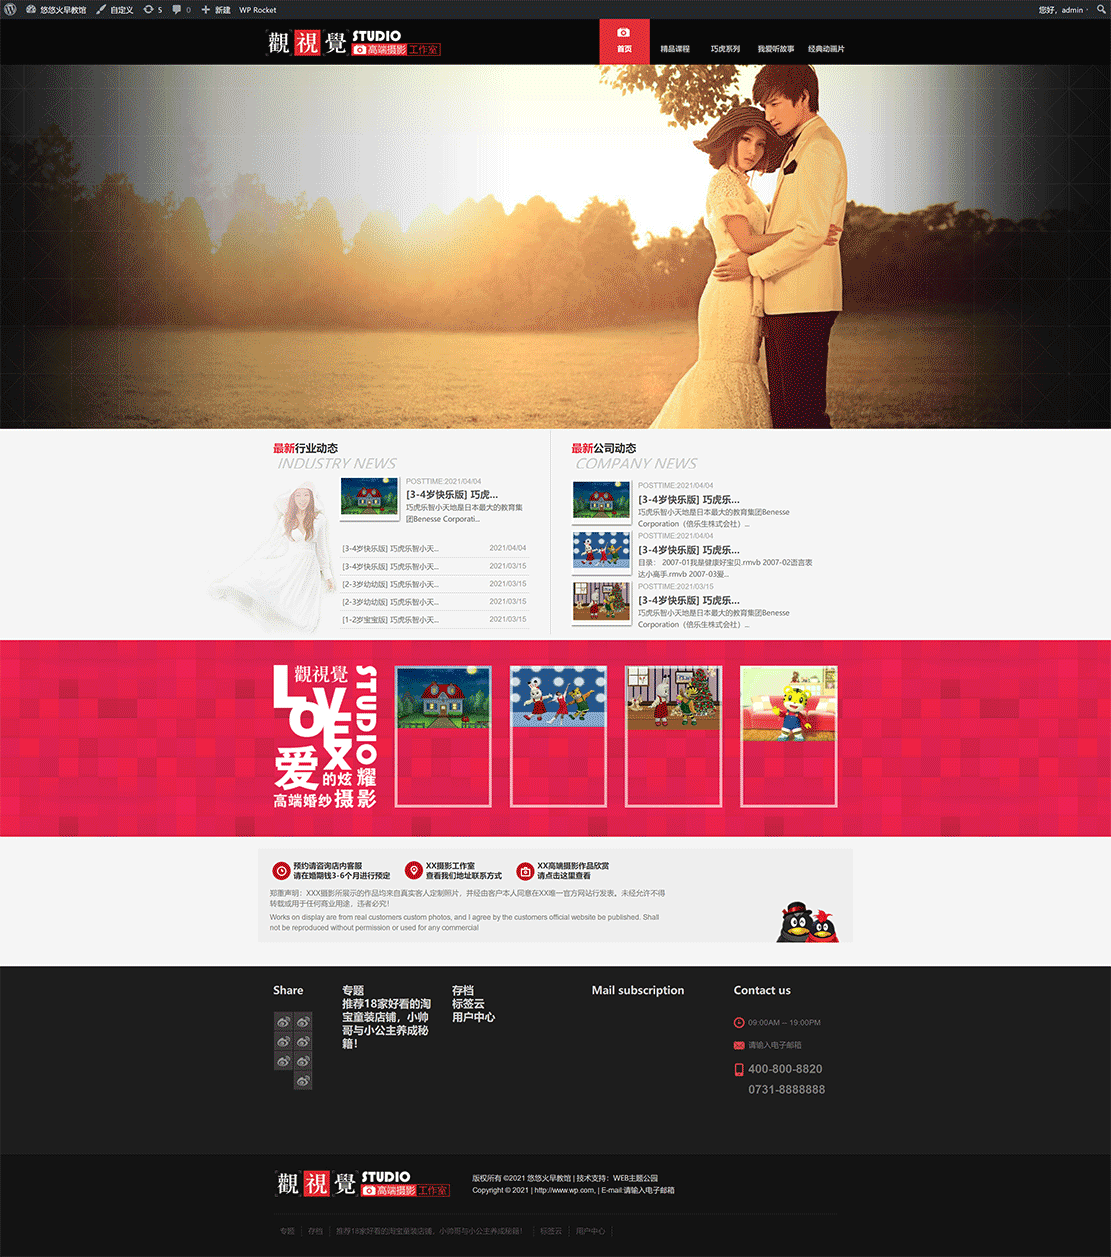 悠悠火早教馆 自定义 5 0 新建 WP Rocket 您好，admin
觀視覺 STUDIO
高端摄影工作室
首页 精品课程 巧虎系列 我爱听故事 经典动画片
最新行业动态
INDUSTRY NEWS
POSTTIME:2021/04/04
[3-4岁快乐版] 巧虎...
巧虎乐智小天地是日本最大的教育集
团Benesse Corporati...
[3-4岁快乐版] 巧虎乐智小天... 2021/04/04
[3-4岁快乐版] 巧虎乐智小天... 2021/03/15
[2-3岁幼幼版] 巧虎乐智小天... 2021/03/15
[2-3岁幼幼版] 巧虎乐智小天... 2021/03/15
[1-2岁宝宝版] 巧虎乐智小天... 2021/03/15
最新公司动态
COMPANY NEWS
POSTTIME:2021/04/04
[3-4岁快乐版] 巧虎乐...
巧虎乐智小天地是日本最大的教育集团Benesse
Corporation（倍乐生株式会社）...
POSTTIME:2021/04/04
[3-4岁快乐版] 巧虎乐...
目录： 2007-01我是健康好宝贝.rmvb 2007-02语言表
达小高手.rmvb 2007-03爱...
POSTTIME:2021/03/15
[3-4岁快乐版] 巧虎乐...
巧虎乐智小天地是日本最大的教育集团Benesse
Corporation（倍乐生株式会社）...
觀視覺
LOVE
STUDIO
爱的炫耀
高端婚纱摄影
预约请咨询店内客服
请在婚期钱3-6个月进行预定
XX摄影工作室
查看我们地址联系方式
XX高端摄影作品欣赏
请点击这里查看
郑重声明：XXX摄影所展示的作品均来自真实客人定制照片，并经由客户本人同意在XX唯一官方网站行发表。未经允许不得
转载或用于任何商业用途，违者必究！
Works on display are from real customers custom photos, and I agree by the customers official website be published. Shall
not be reproduced without permission or used for any commercial
Share
专题
推荐18家好看的淘
宝童装店铺，小帅
哥与小公主养成秘
籍！
存档
标签云
用户中心
Mail subscription
Contact us
09:00AM -- 19:00PM
请输入电子邮箱
400-800-8820
0731-8888888
觀視覺 STUDIO
高端摄影工作室
版权所有 ©2021 悠悠火早教馆 | 技术支持：WEB主题公园
Copyright © 2021 | http://www.wp.com, | E-mail:请输入电子邮箱
专题 存档 推荐18家好看的淘宝童装店铺，小帅哥与小公主养成秘籍！ 标签云 用户中心